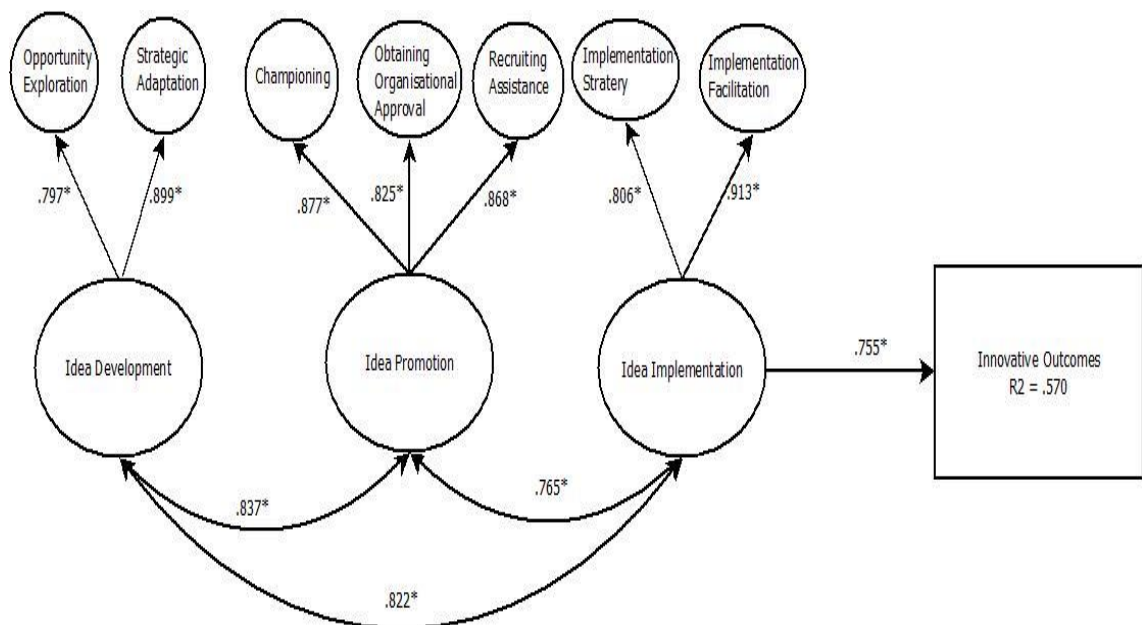 Opportunity
Exploration
Strategic
Adaptation
Championing
Obtaining
Organisational
Approval
Recruiting
Assistance
Implementation
Stratery
Implementation
Facilitation
.797*
.899*
.877*
.825*
.868*
.806*
.913*
Idea Development
Idea Promotion
Idea Implementation
.755*
Innovative Outcomes
R2 = .570
.837*
.765*
.822*